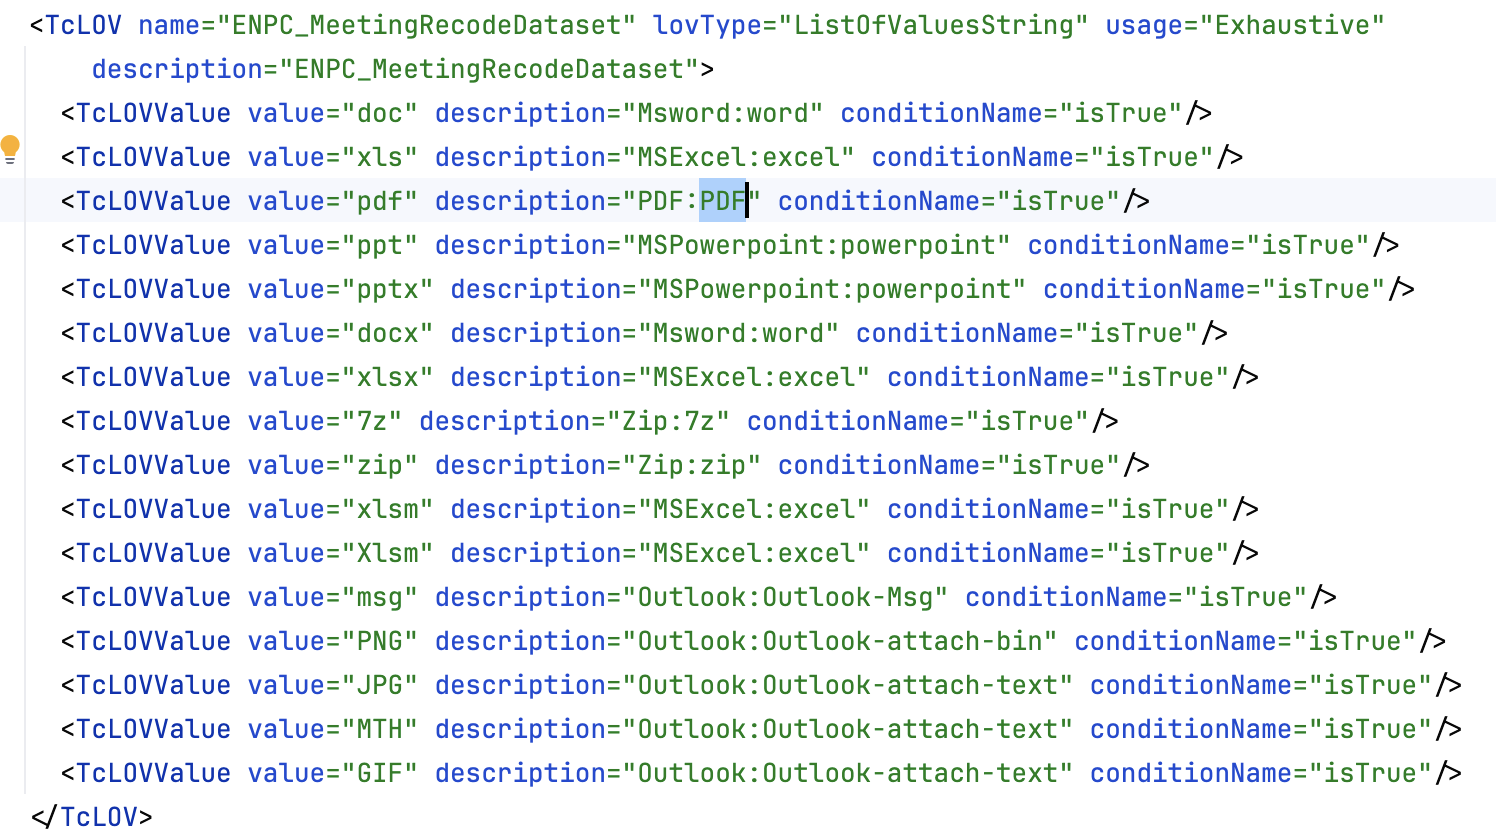 <TcLOV name="ENPC_MeetingRecodeDataset" lovType="ListOfValuesString" usage="Exhaustive"
description="ENPC_MeetingRecodeDataset">
<TcLOVValue value="doc" description="Msword:word" conditionName="isTrue"/>
<TcLOVValue value="xls" description="MSExcel:excel" conditionName="isTrue"/>
<TcLOVValue value="pdf" description="PDF:PDF" conditionName="isTrue"/>
<TcLOVValue value="ppt" description="MSPowerpoint:powerpoint" conditionName="isTrue"/>
<TcLOVValue value="pptx" description="MSPowerpoint:powerpoint" conditionName="isTrue"/>
<TcLOVValue value="docx" description="Msword:word" conditionName="isTrue"/>
<TcLOVValue value="xlsx" description="MSExcel:excel" conditionName="isTrue"/>
<TcLOVValue value="7z" description="Zip:7z" conditionName="isTrue"/>
<TcLOVValue value="zip" description="Zip:zip" conditionName="isTrue"/>
<TcLOVValue value="xlsm" description="MSExcel:excel" conditionName="isTrue"/>
<TcLOVValue value="Xlsm" description="MSExcel:excel" conditionName="isTrue"/>
<TcLOVValue value="msg" description="Outlook:Outlook-Msg" conditionName="isTrue"/>
<TcLOVValue value="PNG" description="Outlook:Outlook-attach-bin" conditionName="isTrue"/>
<TcLOVValue value="JPG" description="Outlook:Outlook-attach-text" conditionName="isTrue"/>
<TcLOVValue value="MTH" description="Outlook:Outlook-attach-text" conditionName="isTrue"/>
<TcLOVValue value="GIF" description="Outlook:Outlook-attach-text" conditionName="isTrue"/>
</TcLOV>